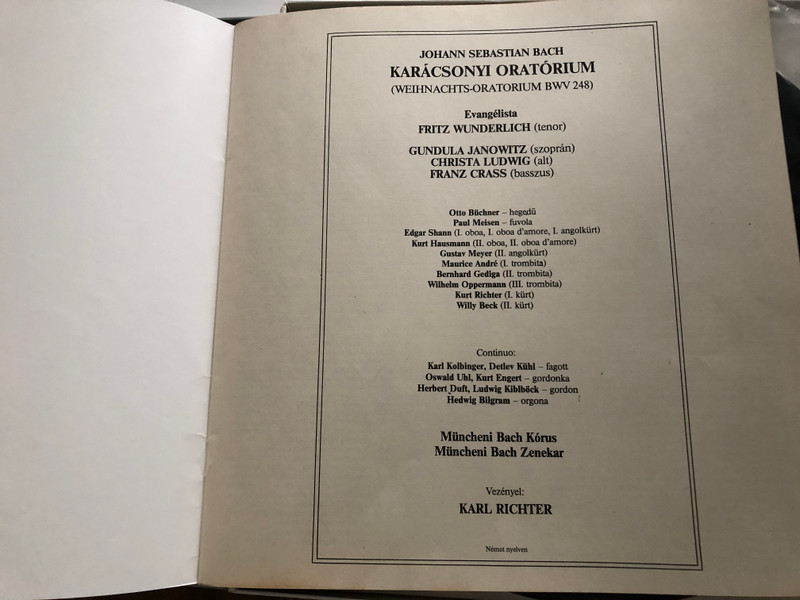 JOHANN SEBASTIAN BACH
KARÁCSONYI ORATÓRIUM
(WEIHNACHTS-ORATORIUM BWV 248)
Evangélista
FRITZ WUNDERLICH (tenor)
GUNDULA JANOWITZ (szoprán)
CHRISTA LUDWIG (alt)
FRANZ CRASS (basszus)
Otto Büchner – hegedű
Paul Meisen – fuvola
Edgar Shann (I. oboa, I. oboa d'amore, I. angolkürt)
Kurt Hausmann (II. oboa, II. oboa d'amore)
Gustav Meyer (II. angolkürt)
Maurice André (I. trombita)
Bernhard Gediga (II. trombita)
Wilhelm Oppermann (III. trombita)
Kurt Richter (I. kürt)
Willy Beck (II. kürt)
Continuo:
Karl Kolbinger, Detlev Kühl – fagott
Oswald Uhl, Kurt Engert – gordonka
Herbert Duft, Ludwig Kiblböck – gordon
Hedwig Bilgram – orgona
Müncheni Bach Kórus
Müncheni Bach Zenekar
Vezényel:
KARL RICHTER
Német nyelven